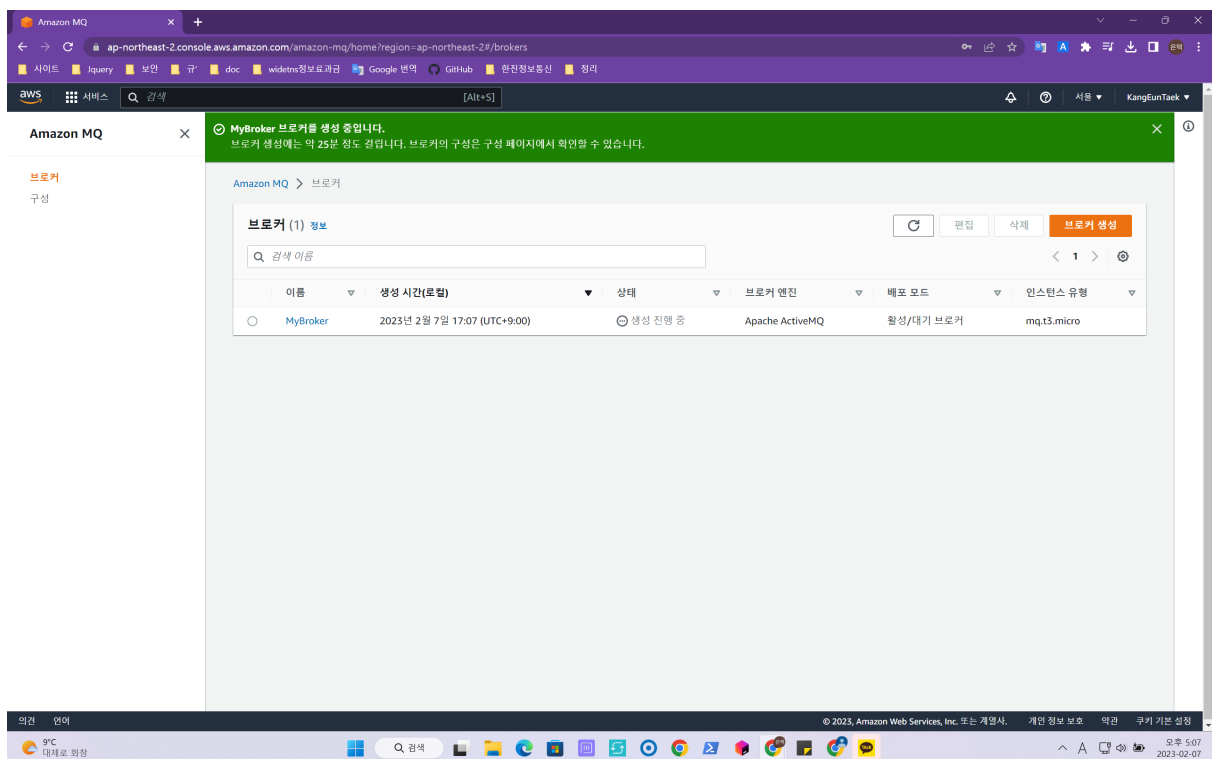 Amazon MQ
ap-northeast-2.console.aws.amazon.com/amazon-mq/home?region=ap-northeast-2#/brokers
사이트 Jquery 보안 규' doc widetns정보료과금 Google 번역 GitHub 한진정보통신 정리
aws 서비스 검색 [Alt+S] 서울 KangEunTaek
Amazon MQ
브로커
구성
MyBroker 브로커를 생성 중입니다.
브로커 생성에는 약 25분 정도 걸립니다. 브로커의 구성은 구성 페이지에서 확인할 수 있습니다.
Amazon MQ > 브로커
브로커 (1) 정보 편집 삭제 브로커 생성
검색 이름 < 1 >
이름 생성 시간(로컬) 상태 브로커 엔진 배포 모드 인스턴스 유형
MyBroker 2023년 2월 7일 17:07 (UTC+9:00) 생성 진행 중 Apache ActiveMQ 활성/대기 브로커 mq.t3.micro
의견 언어 © 2023, Amazon Web Services, Inc. 또는 계열사. 개인 정보 보호 약관 쿠키 기본 설정
9°C
대체로 화창
검색
A
오후 5:07
2023-02-07